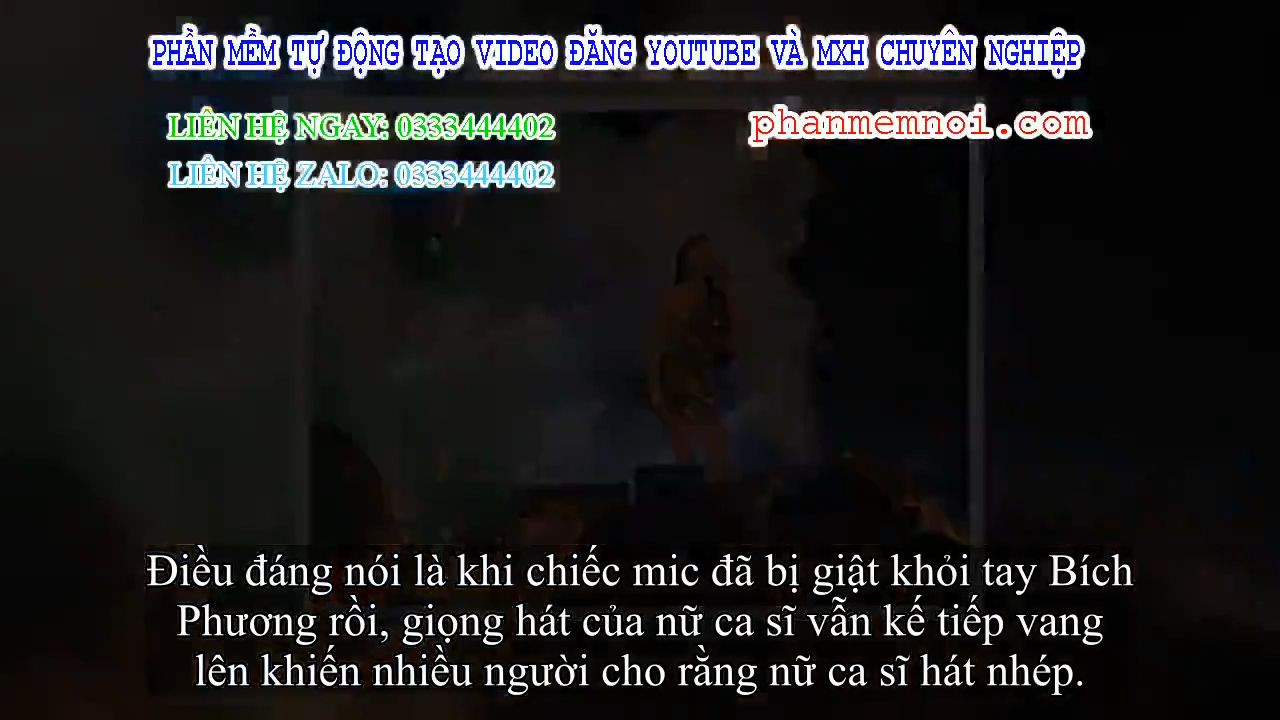 PHẦN MỀM TỰ ĐỘNG TẠO VIDEO ĐĂNG YOUTUBE VÀ MXH CHUYÊN NGHIỆP
LIÊN HỆ NGAY: 0333444402
phanmemnoi.com
LIÊN HỆ ZALO: 0333444402
Điều đáng nói là khi chiếc mic đã bị giật khỏi tay Bích
Phương rồi, giọng hát của nữ ca sĩ vẫn kế tiếp vang
lên khiến nhiều người cho rằng nữ ca sĩ hát nhép.